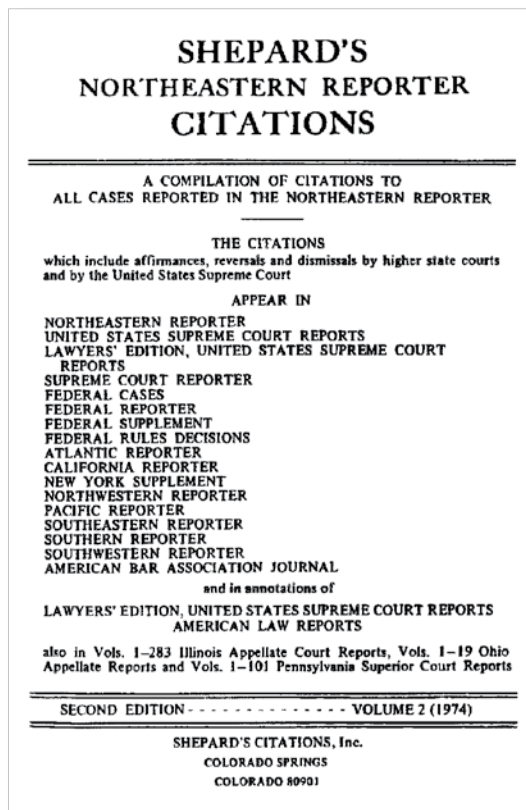 SHEPARD'S
NORTHEASTERN REPORTER
CITATIONS
A COMPILATION OF CITATIONS TO
ALL CASES REPORTED IN THE NORTHEASTERN REPORTER
THE CITATIONS
which include affirmances, reversals and dismissals by higher state courts
and by the United States Supreme Court
APPEAR IN
NORTHEASTERN REPORTER
UNITED STATES SUPREME COURT REPORTS
LAWYERS' EDITION, UNITED STATES SUPREME COURT
REPORTS
SUPREME COURT REPORTER
FEDERAL CASES
FEDERAL REPORTER
FEDERAL SUPPLEMENT
FEDERAL RULES DECISIONS
ATLANTIC REPORTER
CALIFORNIA REPORTER
NEW YORK SUPPLEMENT
NORTHWESTERN REPORTER
PACIFIC REPORTER
SOUTHEASTERN REPORTER
SOUTHERN REPORTER
SOUTHWESTERN REPORTER
AMERICAN BAR ASSOCIATION JOURNAL
and in annotations of
LAWYERS' EDITION, UNITED STATES SUPREME COURT REPORTS
AMERICAN LAW REPORTS
also in Vols. 1-283 Illinois Appellate Court Reports, Vols. 1-19 Ohio
Appellate Reports and Vols. 1-101 Pennsylvania Superior Court Reports
SECOND EDITION - - - - - - - - - - - - - - VOLUME 2 (1974)
SHEPARD'S CITATIONS, Inc.
COLORADO SPRINGS
COLORADO 80901